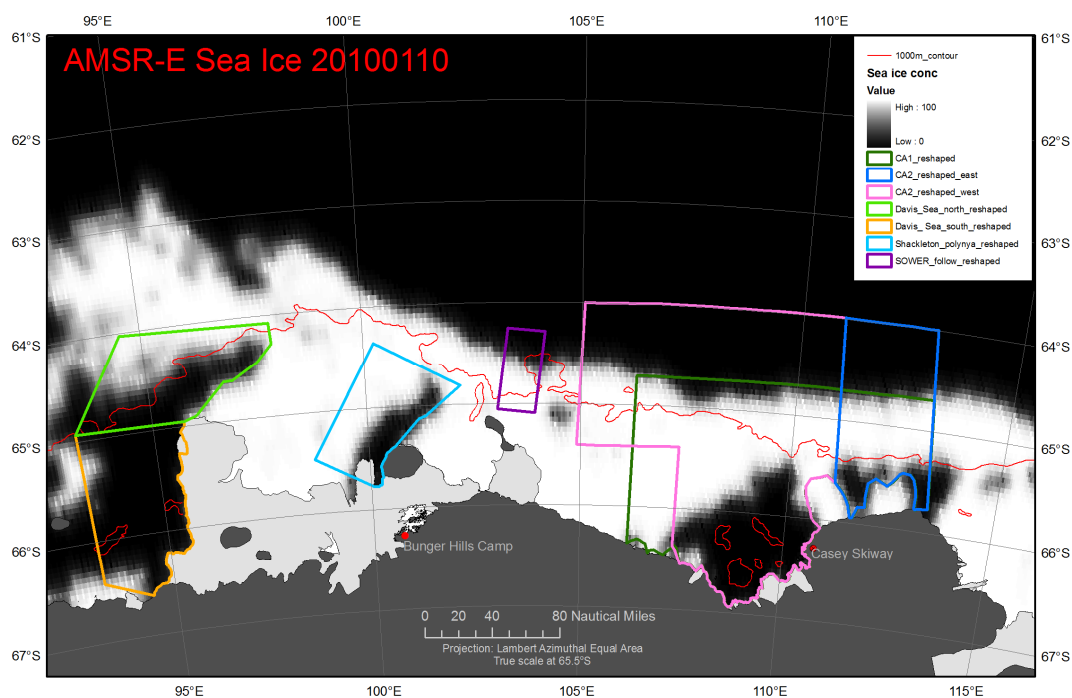 95°E 100°E 105°E 110°E
61°S 61°S
AMSR-E Sea Ice 20100110
1000m_contour
Sea ice conc
Value
High : 100
Low : 0
CA1_reshaped
CA2_reshaped_east
CA2_reshaped_west
Davis_Sea_north_reshaped
Davis_ Sea_south_reshaped
Shackleton_polynya_reshaped
SOWER_follow_reshaped
62°S 62°S
63°S 63°S
64°S 64°S
65°S 65°S
66°S 66°S
Bunger Hills Camp
Casey Skiway
0 20 40 80 Nautical Miles
Projection: Lambert Azimuthal Equal Area
True scale at 65.5°S
67°S 67°S
95°E 100°E 105°E 110°E